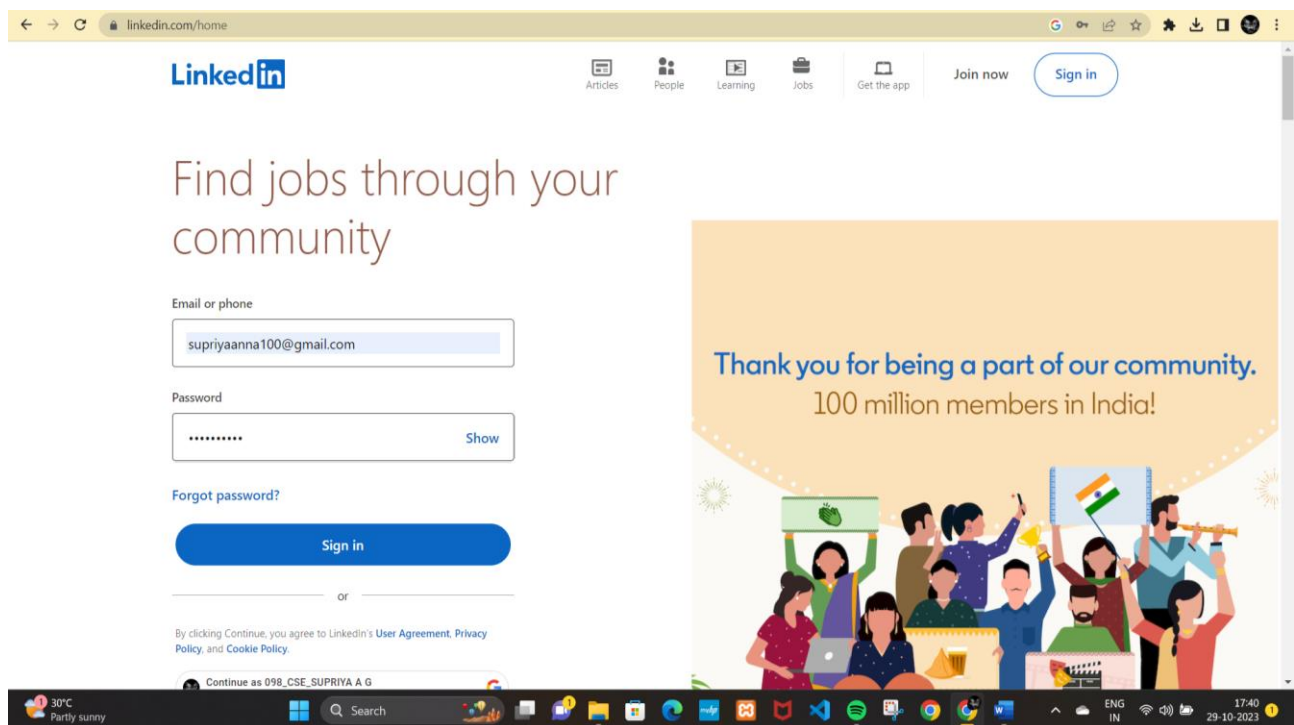 linkedin.com/home
Linked in
Articles
People
Learning
Jobs
Get the app
Join now
Sign in
Find jobs through your
community
Email or phone
supriyaanna100@gmail.com
Password
••••••••••
Show
Forgot password?
Sign in
or
By clicking Continue, you agree to LinkedIn's User Agreement, Privacy
Policy, and Cookie Policy.
Continue as 098_CSE_SUPRIYA A G
Thank you for being a part of our community.
100 million members in India!
1
30°C
Partly sunny
Search
ENG
IN
17:40
29-10-2023
1